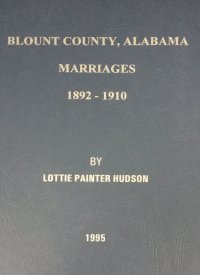 BLOUNT COUNTY, ALABAMA
MARRIAGES
1892 - 1910
BY
LOTTIE PAINTER HUDSON
1995